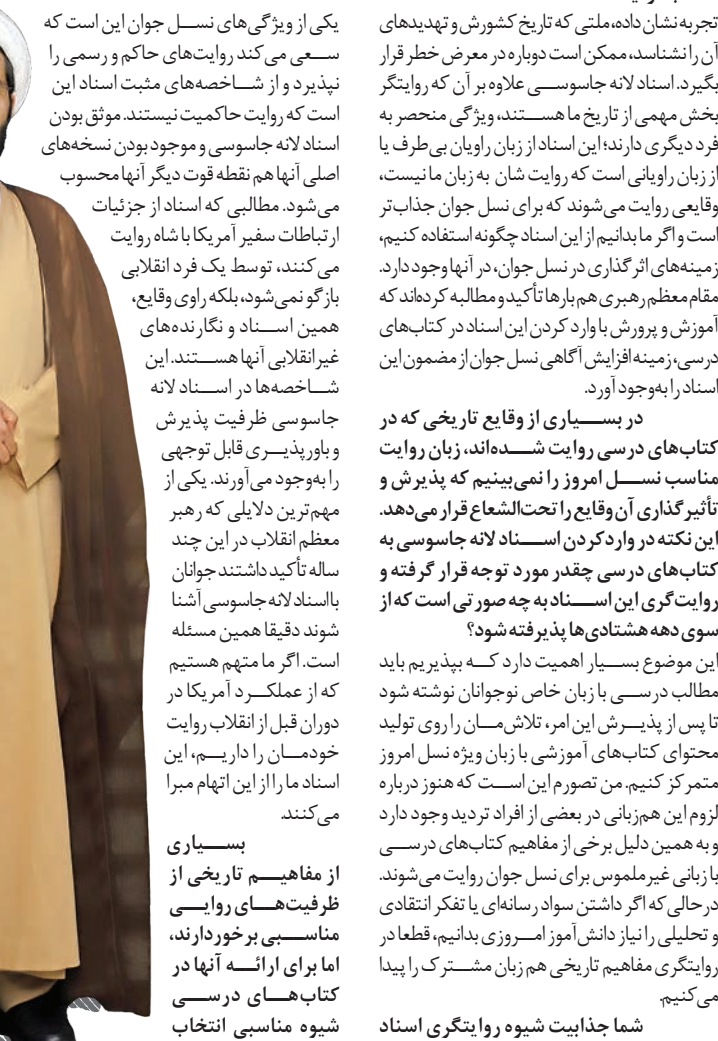 تجربه نشان داده، ملتی که تاریخ کشورش و تهدیدهای
آن را نشناسد، ممکن است دوباره در معرض خطر قرار
بگیرد. اسناد لانه جاسوسی علاوه بر آن که روایتگر
بخش مهمی از تاریخ ما هستند، ویژگی منحصر به
فرد دیگری دارند؛ این اسناد از زبان راویان بی‌طرف یا
از زبان راویانی است که روایت شان به زبان ما نیست،
وقایعی روایت می‌شوند که برای نسل جوان جذاب‌تر
است و اگر ما بدانیم از این اسناد چگونه استفاده کنیم،
زمینه‌های اثرگذاری در نسل جوان، در آنها وجود دارد.
مقام معظم رهبری هم بارها تأکید و مطالبه کرده‌اند که
آموزش و پرورش با وارد کردن این اسناد در کتاب‌های
درسی، زمینه افزایش آگاهی نسل جوان از مضمون این
اسناد را به‌وجود آورد.
در بسیاری از وقایع تاریخی که در
کتاب‌های درسی روایت شده‌اند، زبان روایت
مناسب نسل امروز را نمی‌بینیم که پذیرش و
تأثیرگذاری آن وقایع را تحت‌الشعاع قرار می‌دهد.
این نکته در واردکردن اسناد لانه جاسوسی به
کتاب‌های درسی چقدر مورد توجه قرار گرفته و
روایت‌گری این اسناد به چه صورتی است که از
سوی دهه هشتادی‌ها پذیرفته شود؟
این موضوع بسیار اهمیت دارد که بپذیریم باید
مطالب درسی با زبان خاص نوجوانان نوشته شود
تا پس از پذیرش این امر، تلاش‌مان را روی تولید
محتوای کتاب‌های آموزشی با زبان ویژه نسل امروز
متمرکز کنیم. من تصورم این است که هنوز درباره
لزوم این هم‌زبانی در بعضی از افراد تردید وجود دارد
و به همین دلیل برخی از مفاهیم کتاب‌های درسی
با زبانی غیرملموس برای نسل جوان روایت می‌شوند.
درحالی‌که اگر داشتن سواد رسانه‌ای یا تفکر انتقادی
و تحلیلی را نیاز دانش‌آموز امروزی بدانیم، قطعا در
روایتگری مفاهیم تاریخی هم زبان مشترک را پیدا
می‌کنیم.
شما جذابیت شیوه روایتگری اسناد
یکی از ویژگی‌های نسل جوان این است که
سعی می‌کند روایت‌های حاکم و رسمی را
نپذیرد و از شاخصه‌های مثبت اسناد این
است که روایت حاکمیت نیستند. موثق بودن
اسناد لانه جاسوسی و موجود بودن نسخه‌های
اصلی آنها هم نقطه قوت دیگر آنها محسوب
می‌شود. مطالبی که اسناد از جزئیات
ارتباطات سفیر آمریکا با شاه روایت
می‌کنند، توسط یک فرد انقلابی
بازگو نمی‌شود، بلکه راوی وقایع،
همین اسناد و نگارنده‌های
غیرانقلابی آنها هستند. این
شاخصه‌ها در اسناد لانه
جاسوسی ظرفیت پذیرش
و باورپذیری قابل توجهی
را به‌وجود می‌آورند. یکی از
مهم‌ترین دلایلی که رهبر
معظم انقلاب در این چند
ساله تأکید داشتند جوانان
با اسناد لانه جاسوسی آشنا
شوند دقیقا همین مسئله
است. اگر ما متهم هستیم
که از عملکرد آمریکا در
دوران قبل از انقلاب روایت
خودمان را داریم، این
اسناد ما را از این اتهام مبرا
می‌کنند.
بسیاری
از مفاهیم تاریخی از
ظرفیت‌های روایی
مناسبی برخوردارند،
اما برای ارائه آنها در
کتاب‌های درسی
شیوه مناسبی انتخاب